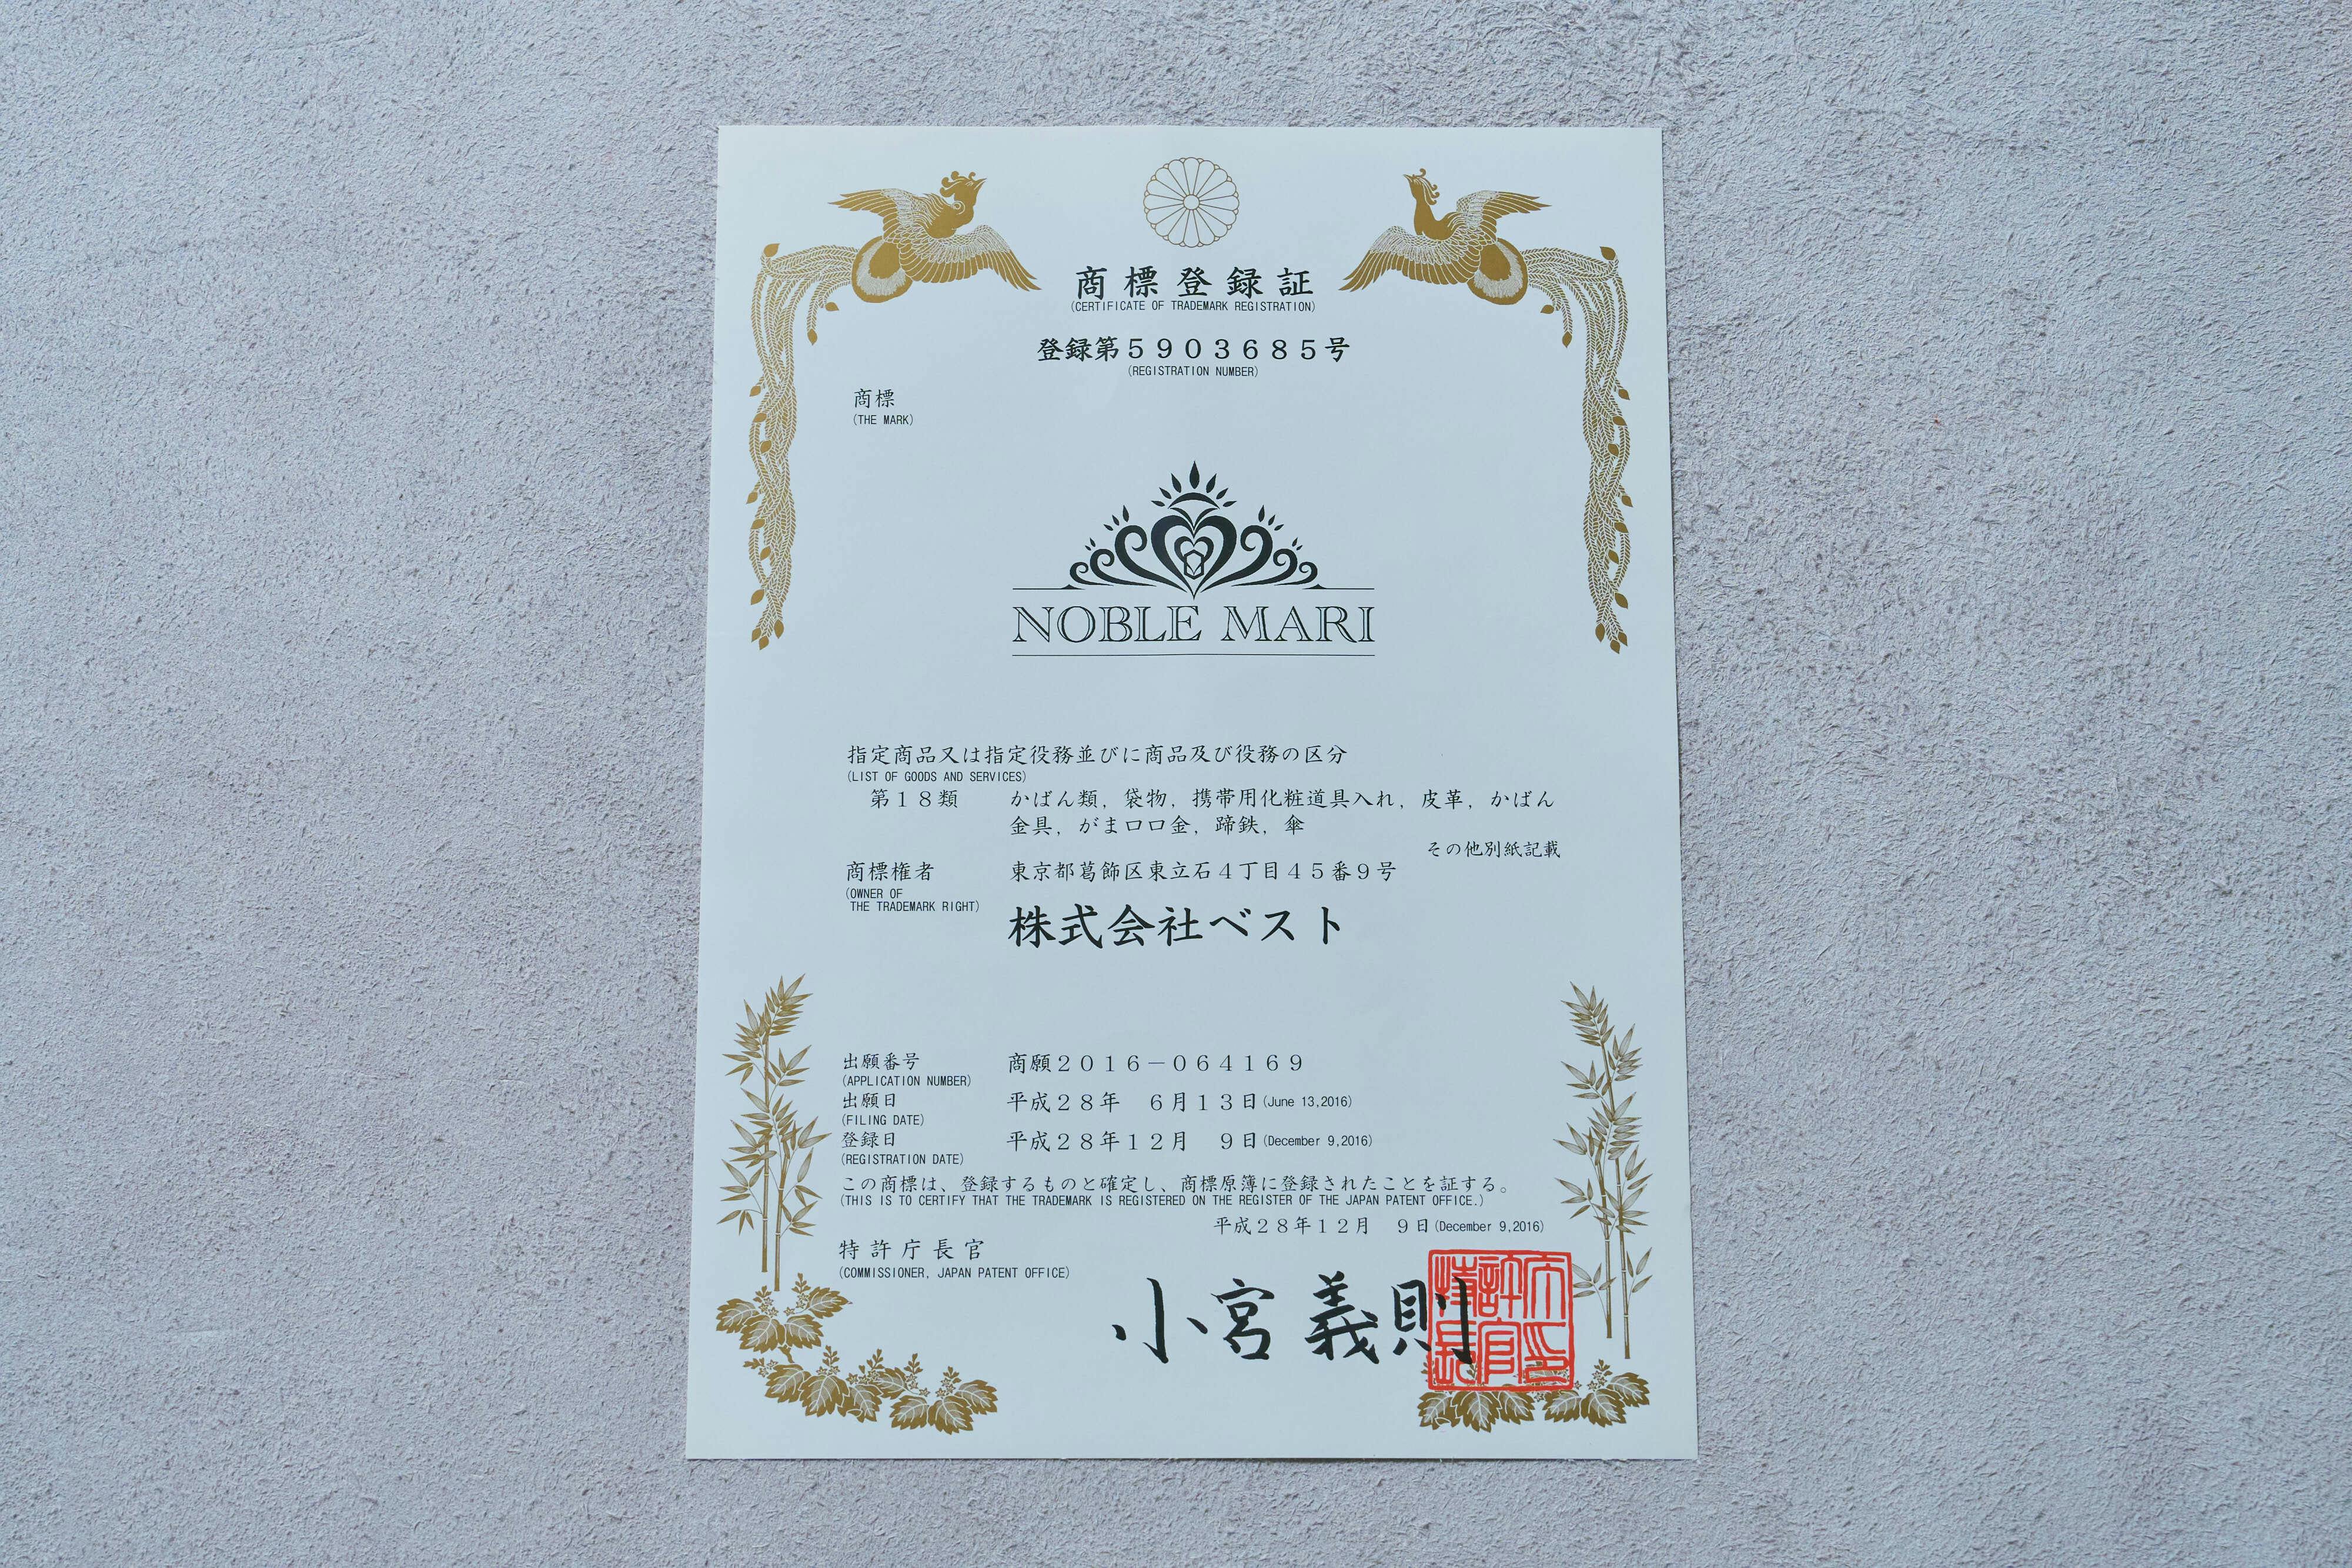 商標登録証
(CERTIFICATE OF TRADEMARK REGISTRATION)
登録第5903685号
(REGISTRATION NUMBER)
商標
(THE MARK)
NOBLE MARI
指定商品又は指定役務並びに商品及び役務の区分
(LIST OF GOODS AND SERVICES)
第18類 かばん類，袋物，携帯用化粧道具入れ，皮革，かばん
金具，がま口口金，蹄鉄，傘
その他別紙記載
商標権者 東京都葛飾区東立石4丁目45番9号
(OWNER OF
THE TRADEMARK RIGHT)
株式会社ベスト
出願番号 商願2016－064169
(APPLICATION NUMBER)
出願日 平成28年 6月13日(June 13,2016)
(FILING DATE)
登録日 平成28年12月 9日(December 9,2016)
(REGISTRATION DATE)
この商標は、登録するものと確定し、商標原簿に登録されたことを証する。
(THIS IS TO CERTIFY THAT THE TRADEMARK IS REGISTERED ON THE REGISTER OF THE JAPAN PATENT OFFICE.)
平成28年12月 9日(December 9,2016)
特許庁長官
(COMMISSIONER, JAPAN PATENT OFFICE)
小宮義則